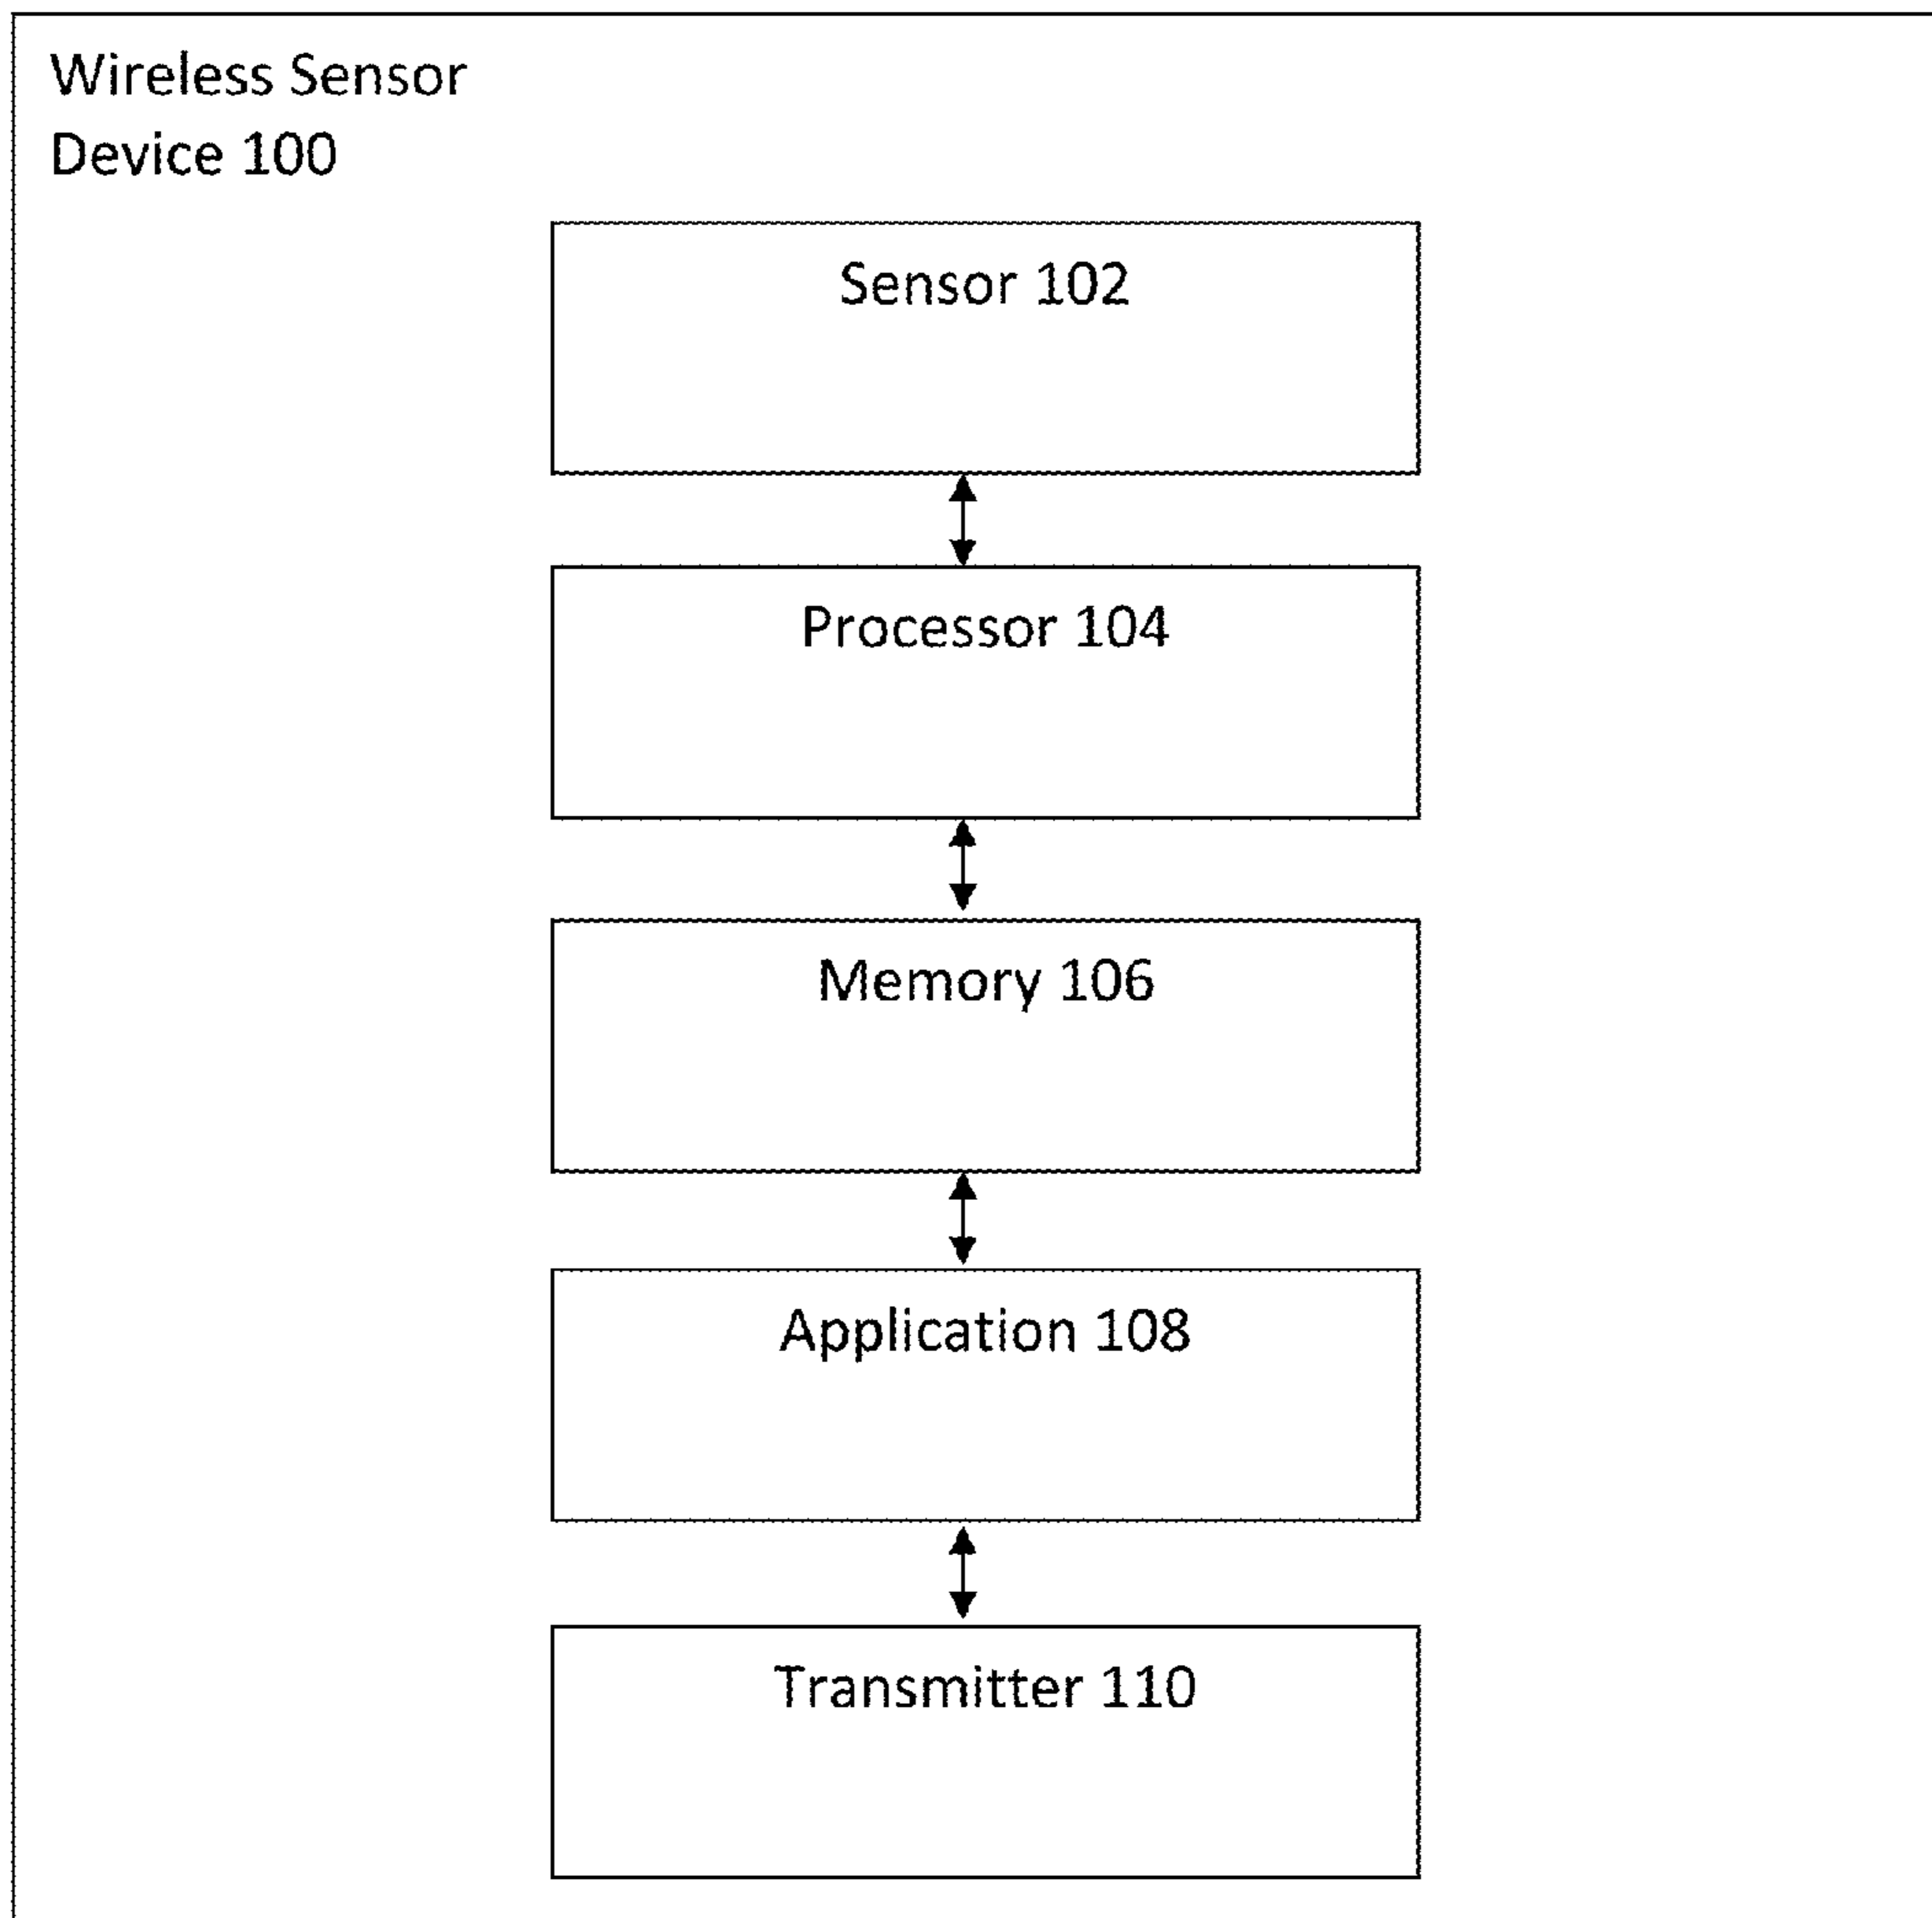 Wireless Sensor
Device 100
Sensor 102
Processor 104
Memory 106
Application 108
Transmitter 110